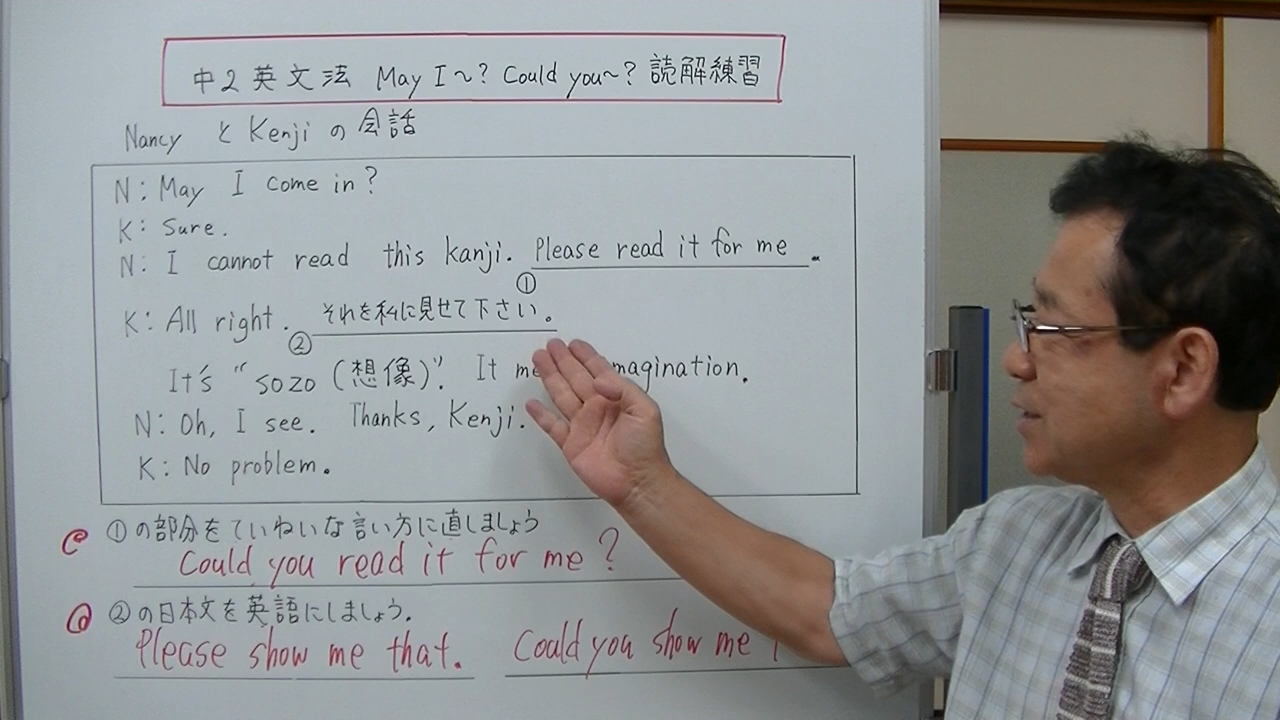 中2英文法 May I～? Could you～? 読解練習
Nancy と Kenji の会話
N: May I come in?
K: Sure.
N: I cannot read this kanji. Please read it for me.
①
K: All right. それを私に見せて下さい。
②
It's "sozo (想像)". It
N: Oh, I see. Thanks, Kenji.
K: No problem.
①の部分をていねいな言い方に直しましょう
Could you read it for me?
②の日本文を英語にしましょう.
Please show me that. Could you show me